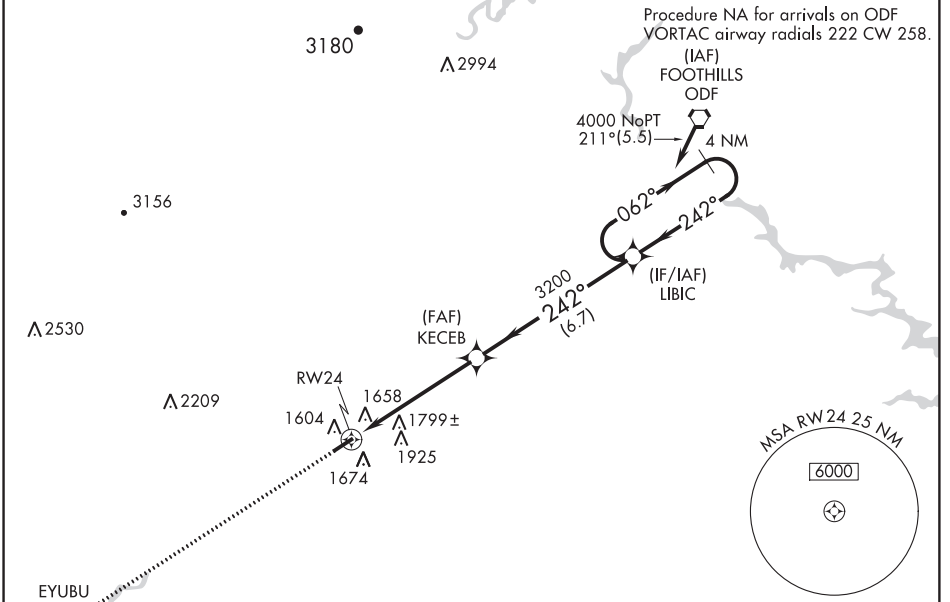 Procedure NA for arrivals on ODF
VORTAC airway radials 222 CW 258.
(IAF)
FOOTHILLS
ODF
3180
2994
4000 NoPT
211°(5.5)
4 NM
062°
242°
3156
(IF/IAF)
LIBIC
3200
242°
(6.7)
(FAF)
KECEB
2530
RW24
2209
1658
1604
1799±
1925
1674
MSA RW24 25 NM
6000
EYUBU